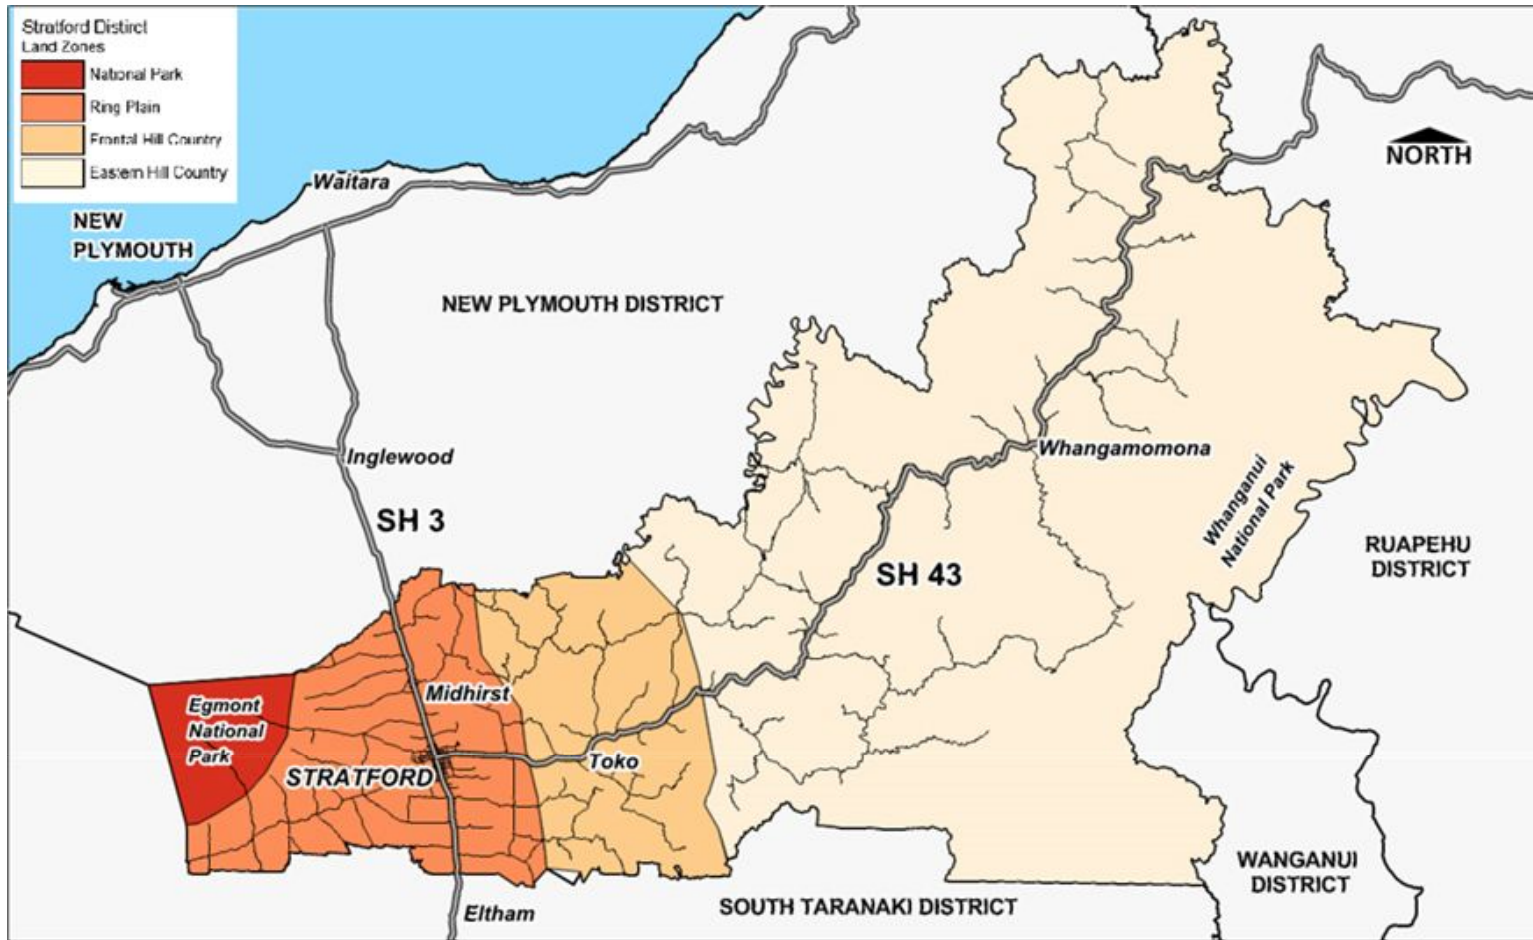 Stratford Distirct
Land Zones
National Park
Ring Plain
Frontal Hill Country
Eastern Hill Country
NORTH
Waitara
NEW
PLYMOUTH
NEW PLYMOUTH DISTRICT
Inglewood
Whangamomona
Whanganui
National Park
SH 3
SH 43
RUAPEHU
DISTRICT
Egmont
National
Park
Midhirst
STRATFORD
Toko
WANGANUI
DISTRICT
SOUTH TARANAKI DISTRICT
Eltham